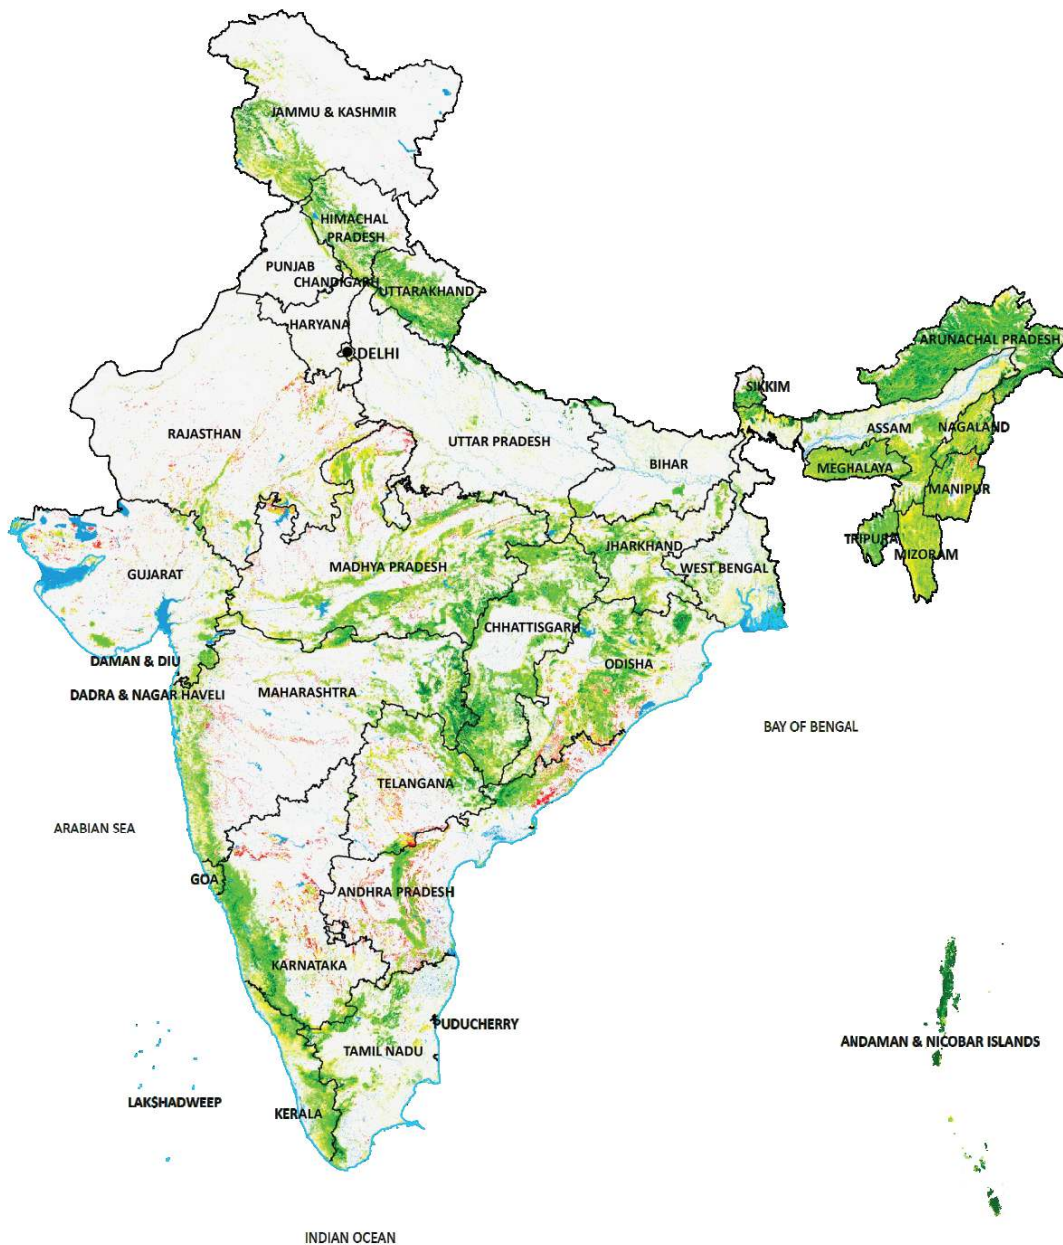 JAMMU & KASHMIR
HIMACHAL
PRADESH
PUNJAB
CHANDIGARH
UTTARAKHAND
HARYANA
DELHI
ARUNACHAL PRADESH
SIKKIM
RAJASTHAN
UTTAR PRADESH
ASSAM
NAGALAND
BIHAR
MEGHALAYA
MANIPUR
TRIPURA
MIZORAM
JHARKHAND
GUJARAT
MADHYA PRADESH
WEST BENGAL
CHHATTISGARH
DAMAN & DIU
ODISHA
DADRA & NAGAR HAVELI
MAHARASHTRA
BAY OF BENGAL
TELANGANA
ARABIAN SEA
GOA
ANDHRA PRADESH
KARNATAKA
PUDUCHERRY
ANDAMAN & NICOBAR ISLANDS
TAMIL NADU
LAKSHADWEEP
KERALA
INDIAN OCEAN